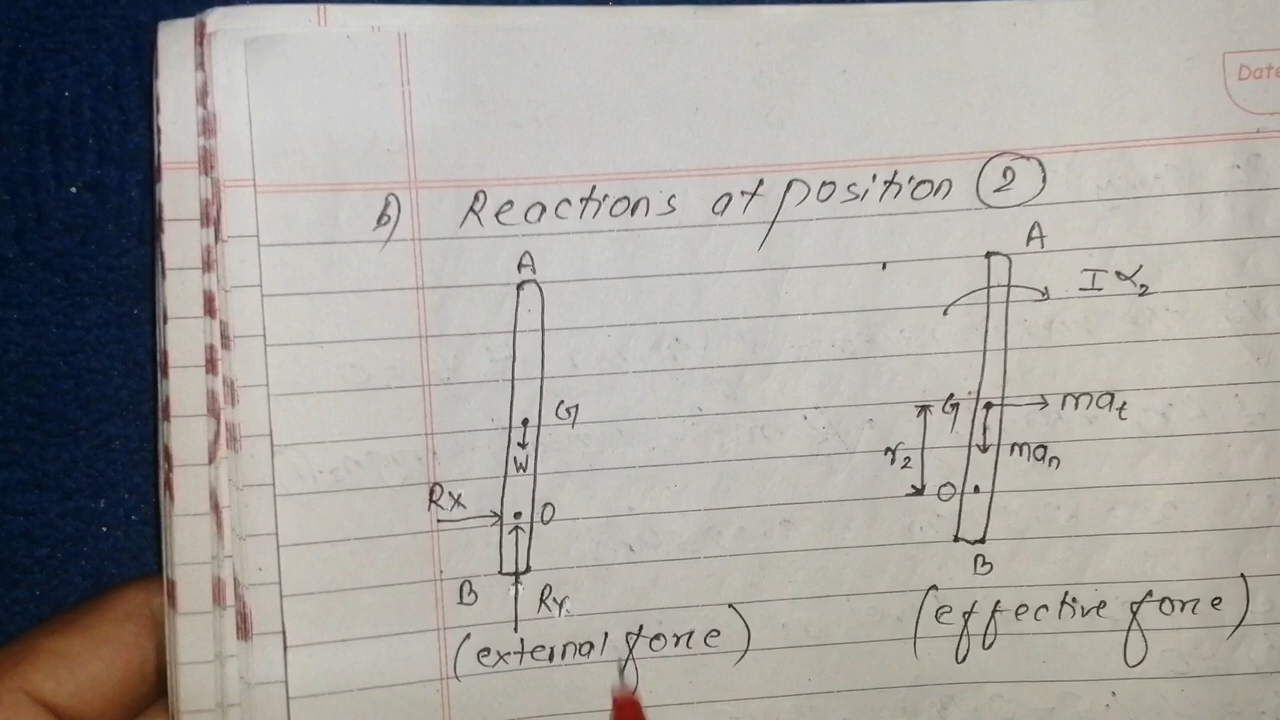 Date
b) Reactions at position 2
A
A
Iα₂
G
W
G
ma_t
r₂
ma_n
Rx
O
O
B
Ry.
B
(external force)
(effective force)